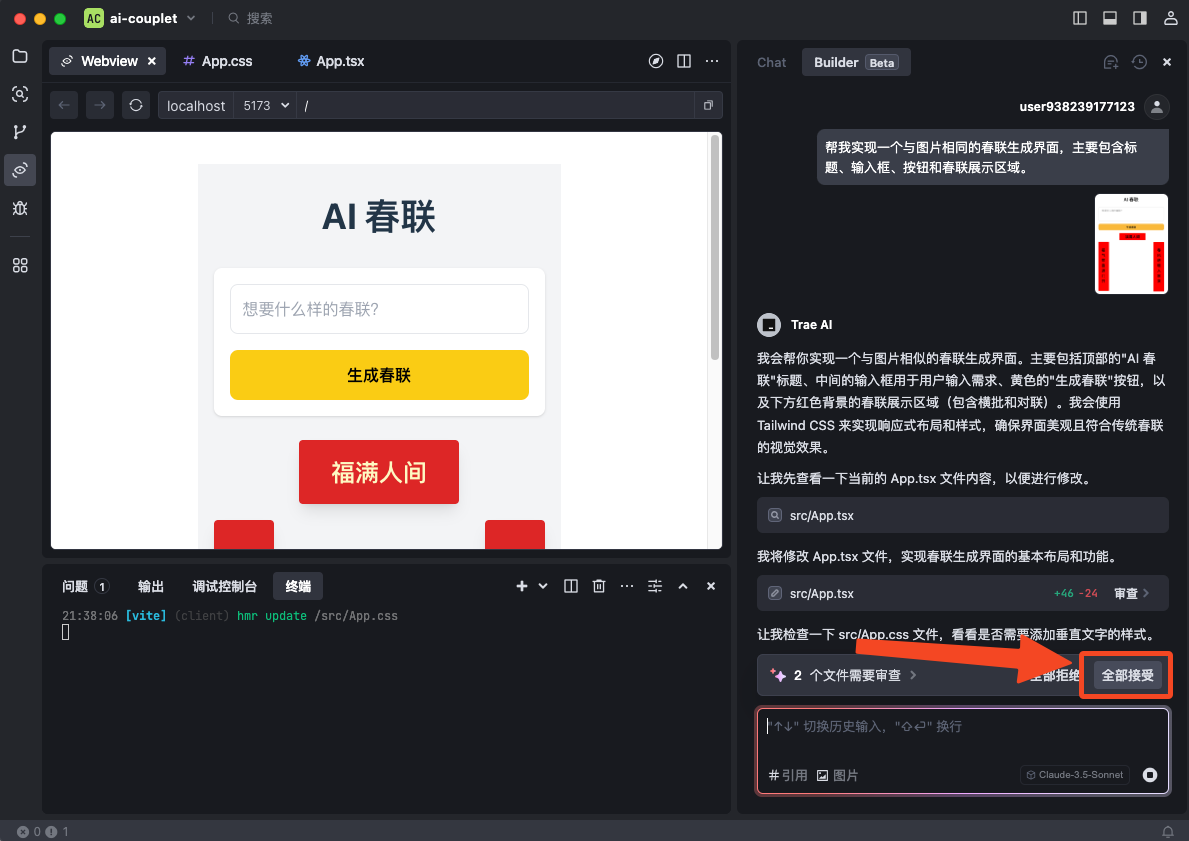 AC ai-couplet
搜索
Webview
# App.css
App.tsx
localhost
5173
/
AI 春联
想要什么样的春联?
生成春联
福满人间
问题 1
输出
调试控制台
终端
21:38:06 [vite] (client) hmr update /src/App.css
Chat
Builder Beta
user938239177123
帮我实现一个与图片相同的春联生成界面，主要包含标
题、输入框、按钮和春联展示区域。
AI 春联
Trae AI
我会帮你实现一个与图片相似的春联生成界面。主要包括顶部的"AI 春
联"标题、中间的输入框用于用户输入需求、黄色的"生成春联"按钮，以
及下方红色背景的春联展示区域（包含横批和对联）。我会使用
Tailwind CSS 来实现响应式布局和样式，确保界面美观且符合传统春联
的视觉效果。
让我先查看一下当前的 App.tsx 文件内容，以便进行修改。
src/App.tsx
我将修改 App.tsx 文件，实现春联生成界面的基本布局和功能。
src/App.tsx
+46 -24 审查
让我检查一下 src/App.css 文件，看看是否需要添加垂直文字的样式。
2 个文件需要审查
全部拒绝
全部接受
"↑↓" 切换历史输入，"⇧⏎" 换行
# 引用
图片
Claude-3.5-Sonnet
0
1